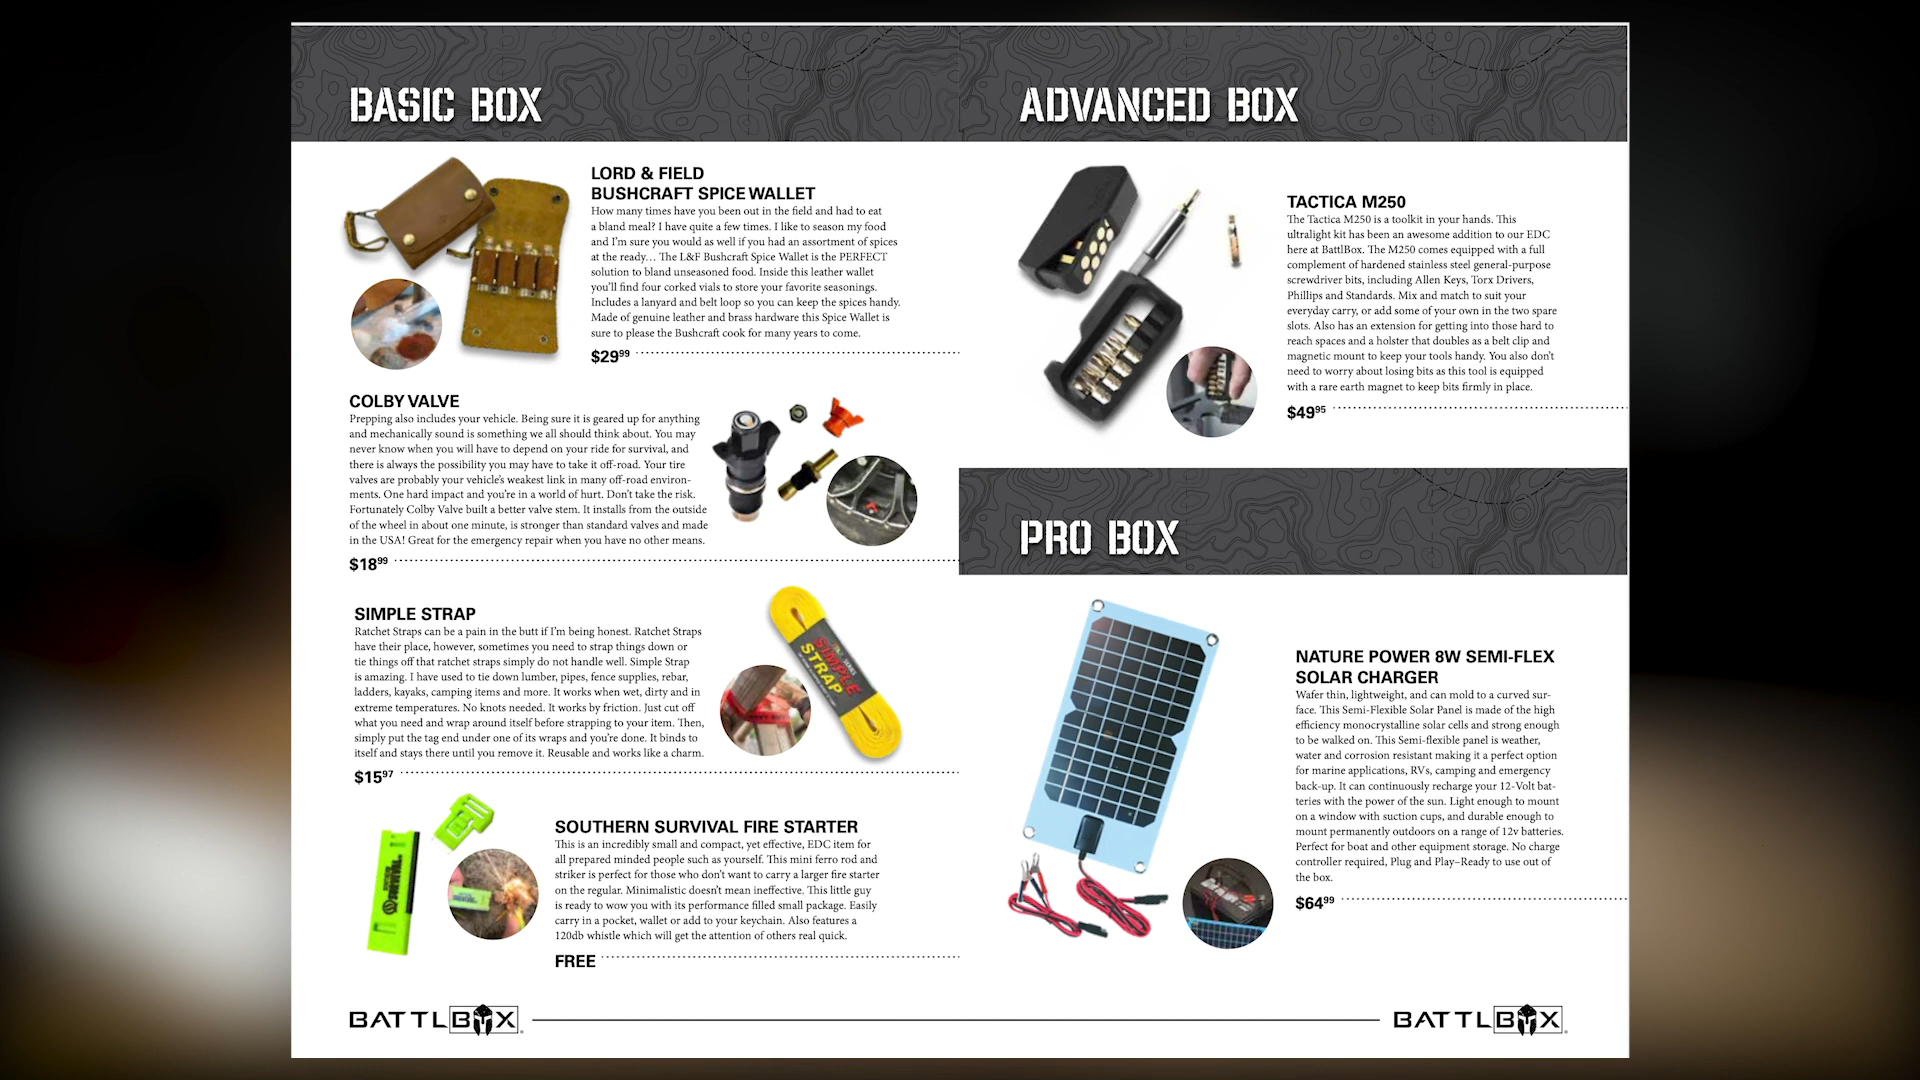 BASIC BOX
LORD & FIELD
BUSHCRAFT SPICE WALLET
How many times have you been out in the field and had to eat
a bland meal? I have quite a few times. I like to season my food
and I'm sure you would as well if you had an assortment of spices
at the ready… The L&F Bushcraft Spice Wallet is the PERFECT
solution to bland unseasoned food. Inside this leather wallet
you'll find four corked vials to store your favorite seasonings.
Includes a lanyard and belt loop so you can keep the spices handy.
Made of genuine leather and brass hardware this Spice Wallet is
sure to please the Bushcraft cook for many years to come.
$29.99
COLBY VALVE
Prepping also includes your vehicle. Being sure it is geared up for anything
and mechanically sound is something we all should think about. You may
never know when you will have to depend on your ride for survival, and
there is always the possibility you may have to take it off-road. Your tire
valves are probably your vehicle's weakest link in many off-road environ-
ments. One hard impact and you're in a world of hurt. Don't take the risk.
Fortunately Colby Valve built a better valve stem. It installs from the outside
of the wheel in about one minute, is stronger than standard valves and made
in the USA! Great for the emergency repair when you have no other means.
$18.99
SIMPLE STRAP
Ratchet Straps can be a pain in the butt if I'm being honest. Ratchet Straps
have their place, however, sometimes you need to strap things down or
tie things off that ratchet straps simply do not handle well. Simple Strap
is amazing. I have used to tie down lumber, pipes, fence supplies, rebar,
ladders, kayaks, camping items and more. It works when wet, dirty and in
extreme temperatures. No knots needed. It works by friction. Just cut off
what you need and wrap around itself before strapping to your item. Then,
simply put the tag end under one of its wraps and you're done. It binds to
itself and stays there until you remove it. Reusable and works like a charm.
$15.97
SIMPLE
STRAP
SOUTHERN SURVIVAL FIRE STARTER
This is an incredibly small and compact, yet effective, EDC item for
all prepared minded people such as yourself. This mini ferro rod and
striker is perfect for those who don't want to carry a larger fire starter
on the regular. Minimalistic doesn't mean ineffective. This little guy
is ready to wow you with its performance filled small package. Easily
carry in a pocket, wallet or add to your keychain. Also features a
120db whistle which will get the attention of others real quick.
FREE
SURVIVAL
BATTLBOX
ADVANCED BOX
TACTICA M250
The Tactica M250 is a toolkit in your hands. This
ultralight kit has been an awesome addition to our EDC
here at BattlBox. The M250 comes equipped with a full
complement of hardened stainless steel general-purpose
screwdriver bits, including Allen Keys, Torx Drivers,
Phillips and Standards. Mix and match to suit your
everyday carry, or add some of your own in the two spare
slots. Also has an extension for getting into those hard to
reach spaces and a holster that doubles as a belt clip and
magnetic mount to keep your tools handy. You also don't
need to worry about losing bits as this tool is equipped
with a rare earth magnet to keep bits firmly in place.
$49.95
PRO BOX
NATURE POWER 8W SEMI-FLEX
SOLAR CHARGER
Wafer thin, lightweight, and can mold to a curved sur-
face. This Semi-Flexible Solar Panel is made of the high
efficiency monocrystalline solar cells and strong enough
to be walked on. This Semi-flexible panel is weather,
water and corrosion resistant making it a perfect option
for marine applications, RVs, camping and emergency
back-up. It can continuously recharge your 12-Volt bat-
teries with the power of the sun. Light enough to mount
on a window with suction cups, and durable enough to
mount permanently outdoors on a range of 12v batteries.
Perfect for boat and other equipment storage. No charge
controller required, Plug and Play–Ready to use out of
the box.
$64.99
BATTLBOX